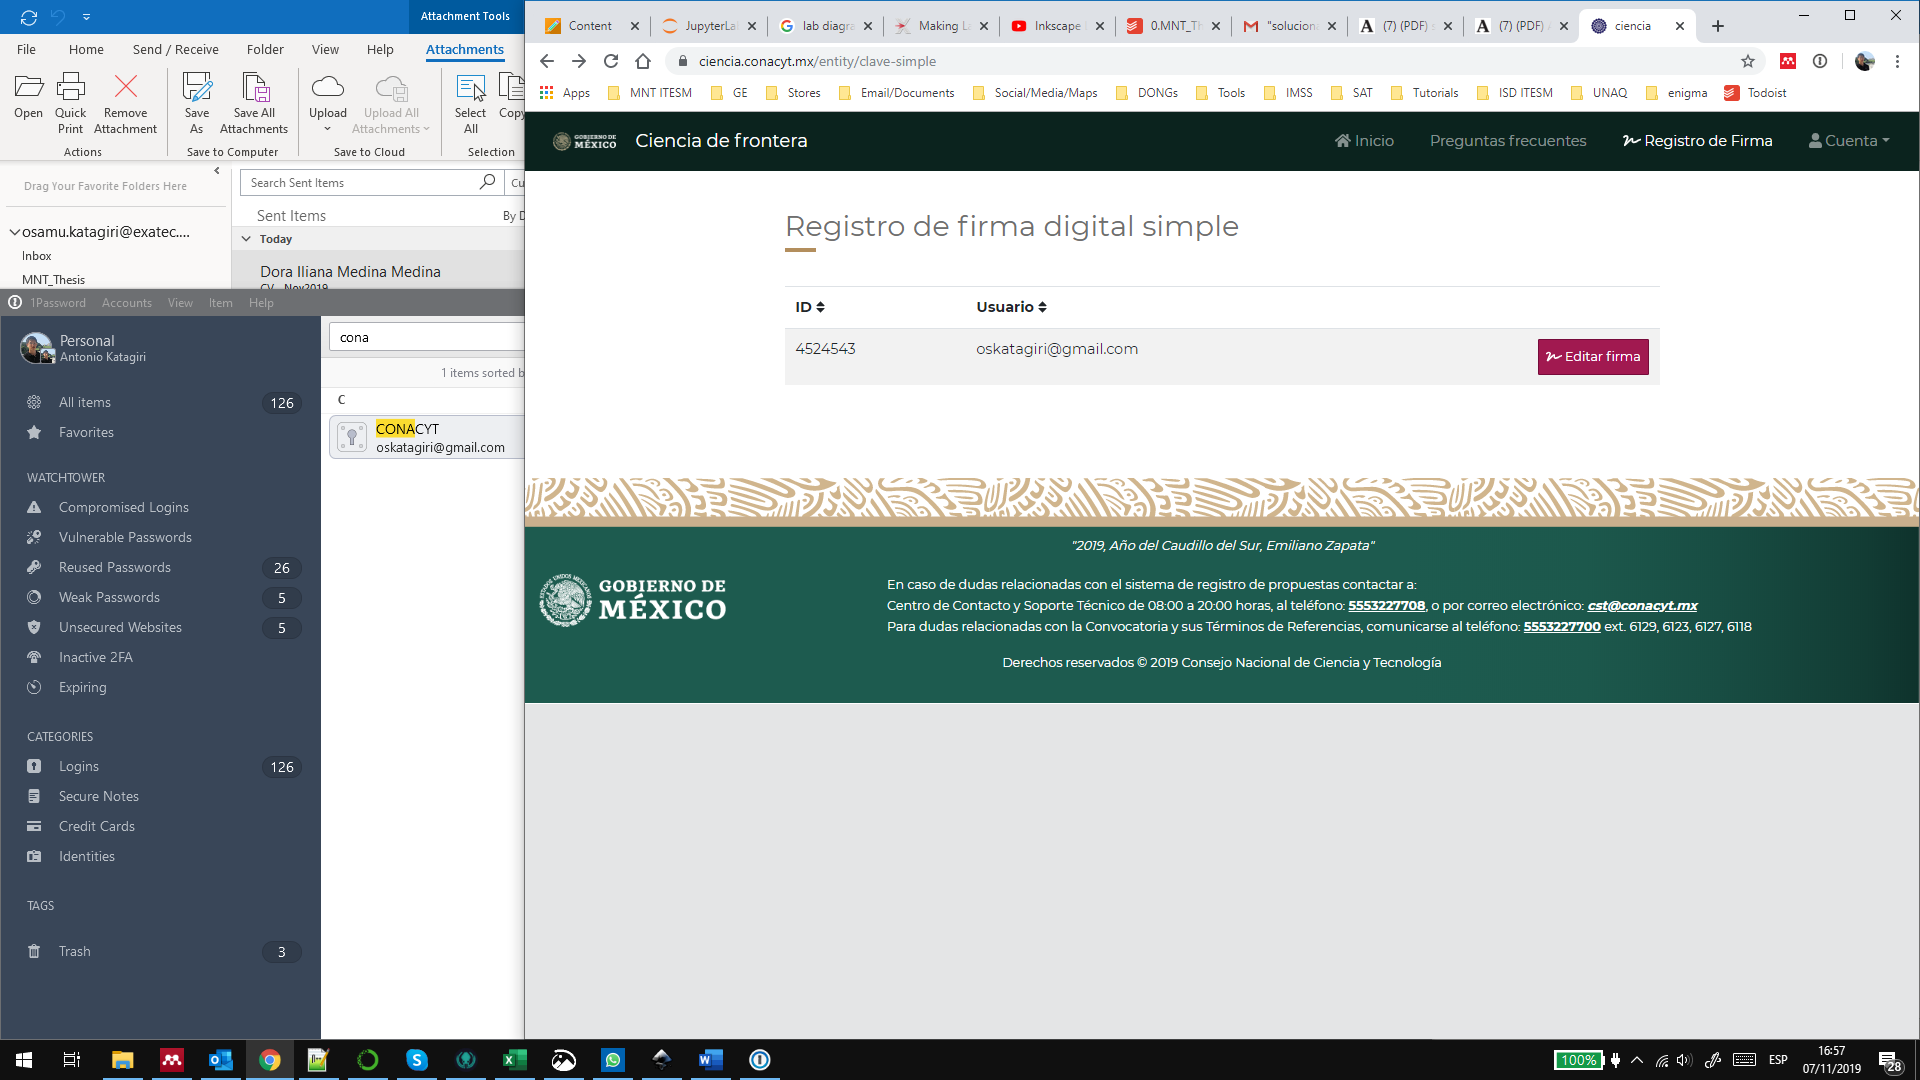 Attachment Tools
File Home Send / Receive Folder View Help Attachments
Open
Quick Print
Remove Attachment
Save As
Save All Attachments
Upload
Upload All Attachments
Select All
Copy
Actions
Save to Computer
Save to Cloud
Selection
Drag Your Favorite Folders Here
osamu.katagiri@exatec....
Inbox
MNT_Thesis
Search Sent Items
Cu
Sent Items
By D
Today
Dora Iliana Medina Medina
CV - Nov2019
1Password Accounts View Item Help
Personal
Antonio Katagiri
All items 126
Favorites
WATCHTOWER
Compromised Logins
Vulnerable Passwords
Reused Passwords 26
Weak Passwords 5
Unsecured Websites 5
Inactive 2FA
Expiring
CATEGORIES
Logins 126
Secure Notes
Credit Cards
Identities
TAGS
Trash 3
cona
1 items sorted b
C
CONACYT
oskatagiri@gmail.com
Content
JupyterLa
lab diagra
Making La
Inkscape
0.MNT_Th
"soluciona
(7) (PDF) s
(7) (PDF) A
ciencia
ciencia.conacyt.mx/entity/clave-simple
Apps MNT ITESM GE Stores Email/Documents Social/Media/Maps DONGs Tools IMSS SAT Tutorials ISD ITESM UNAQ enigma Todoist
GOBIERNO DE MÉXICO
Ciencia de frontera
Inicio Preguntas frecuentes Registro de Firma Cuenta
Registro de firma digital simple
ID Usuario
4524543 oskatagiri@gmail.com Editar firma
"2019, Año del Caudillo del Sur, Emiliano Zapata"
GOBIERNO DE
MÉXICO
En caso de dudas relacionadas con el sistema de registro de propuestas contactar a:
Centro de Contacto y Soporte Técnico de 08:00 a 20:00 horas, al teléfono: 5553227708, o por correo electrónico: cst@conacyt.mx
Para dudas relacionadas con la Convocatoria y sus Términos de Referencias, comunicarse al teléfono: 5553227700 ext. 6129, 6123, 6127, 6118
Derechos reservados © 2019 Consejo Nacional de Ciencia y Tecnología
100%
ESP
16:57
07/11/2019
28